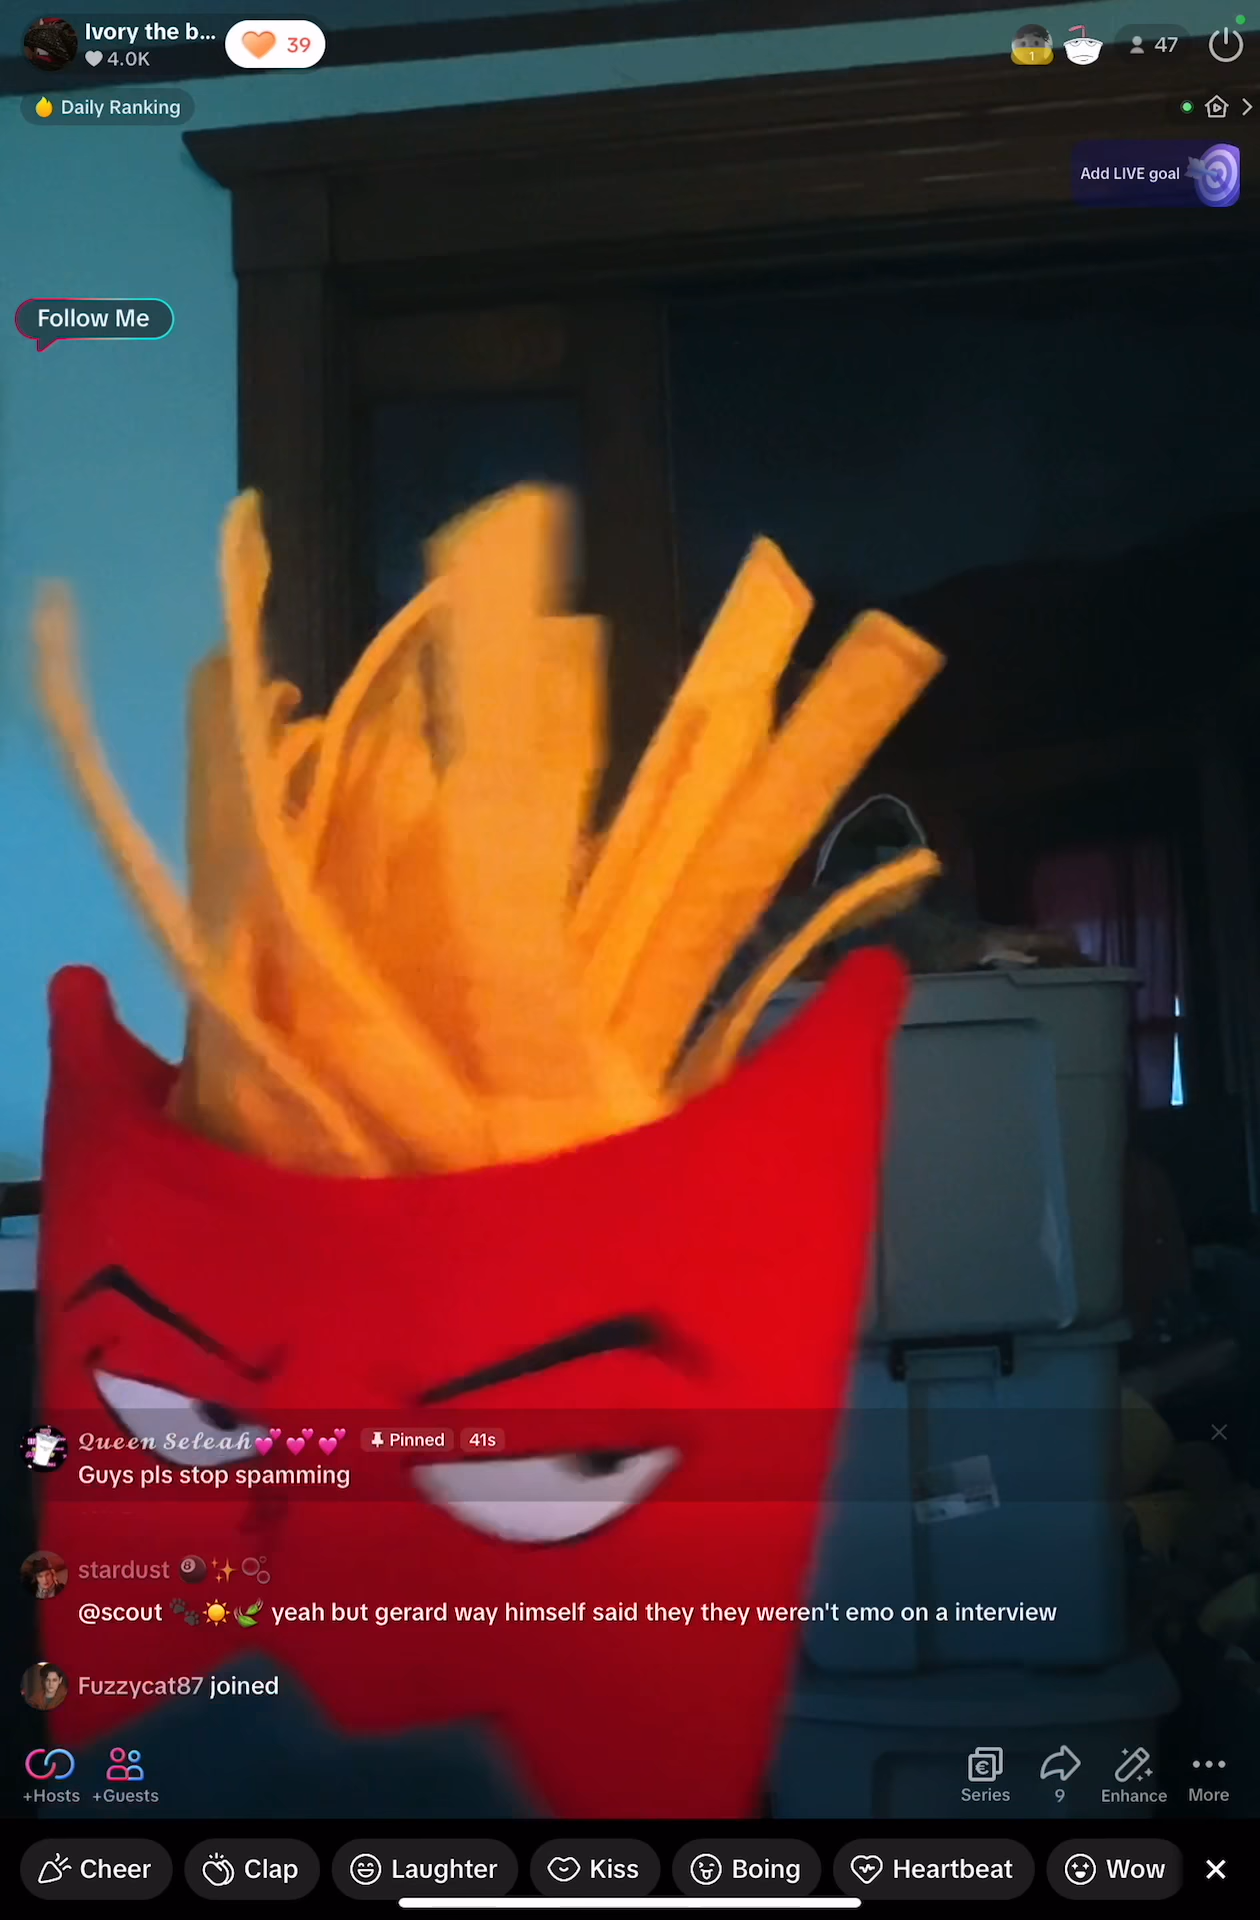 Ivory the b...
4.0K
39
1
47
Daily Ranking
Add LIVE goal
Follow Me
Queen Seleah💕💕💕 Pinned 41s
Guys pls stop spamming
stardust 🎱✨🫧
@scout 🐾☀️🍃 yeah but gerard way himself said they they weren't emo on a interview
Fuzzycat87 joined
+Hosts
+Guests
Series
9
Enhance
More
Cheer
Clap
Laughter
Kiss
Boing
Heartbeat
Wow